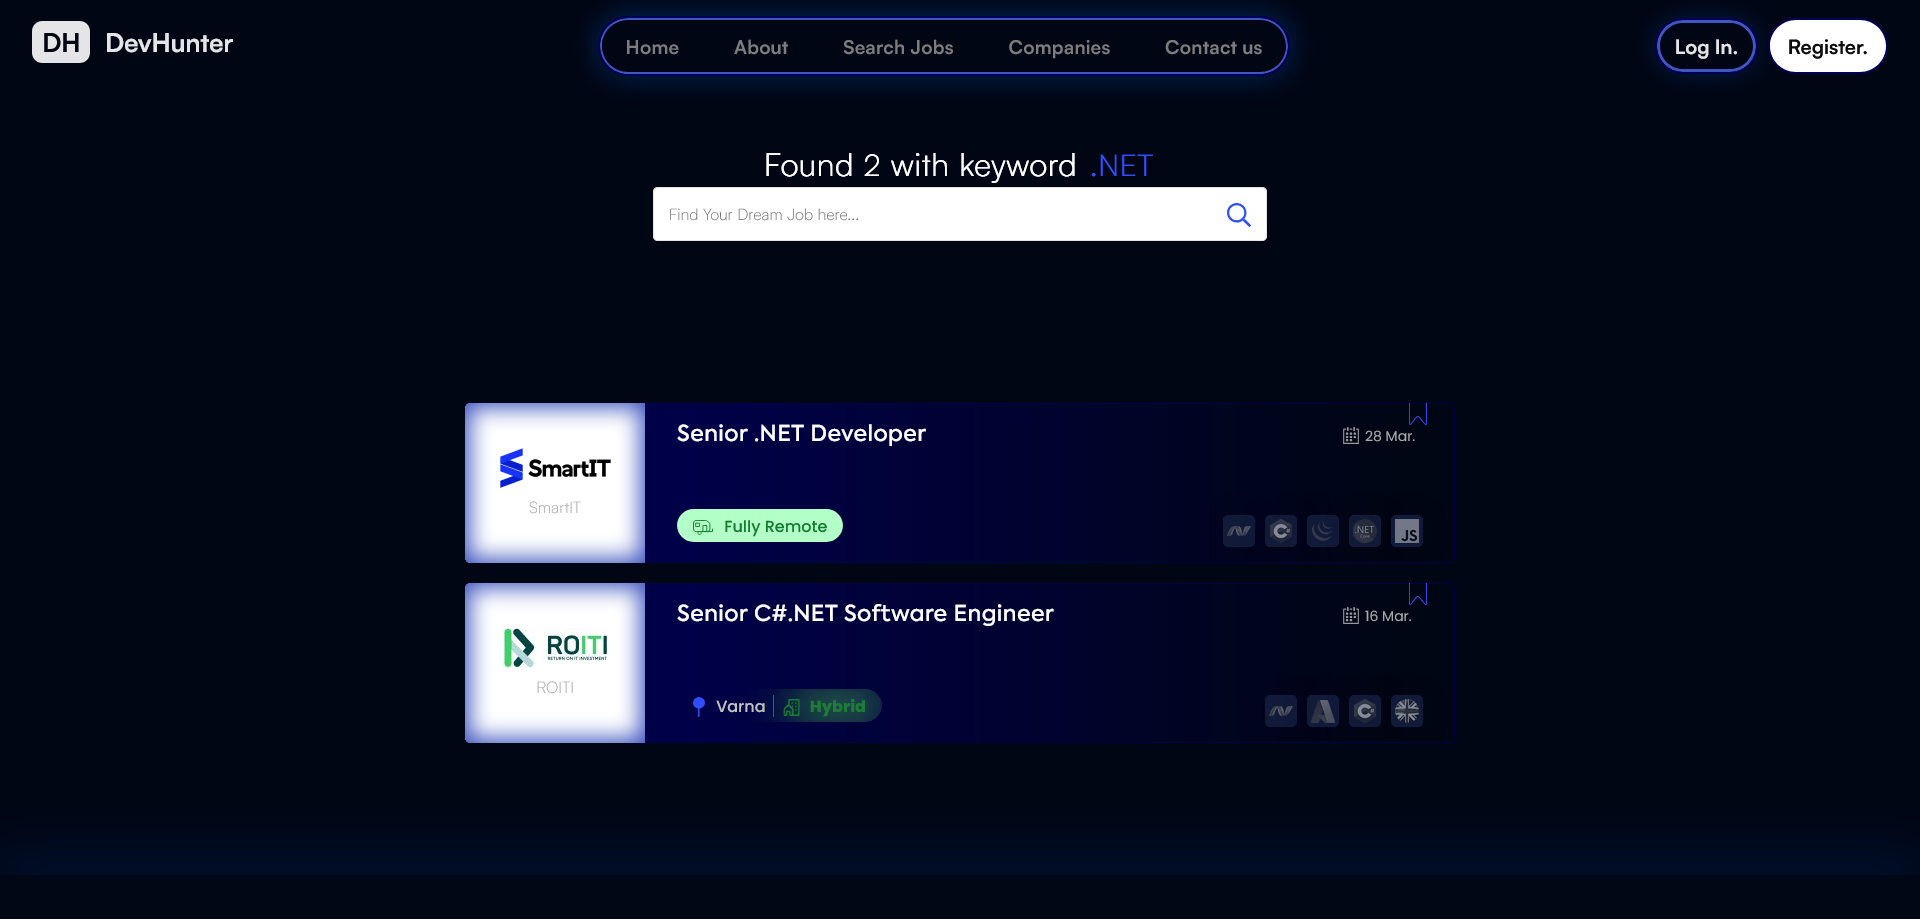 DH DevHunter
Home About Search Jobs Companies Contact us
Log In. Register.
Found 2 with keyword .NET
Find Your Dream Job here...
SmartIT
SmartIT
Senior .NET Developer
28 Mar.
Fully Remote
.NET
Core
JS
ROITI
RETURN ON IT INVESTMENT
ROITI
Senior C#.NET Software Engineer
16 Mar.
Varna
Hybrid